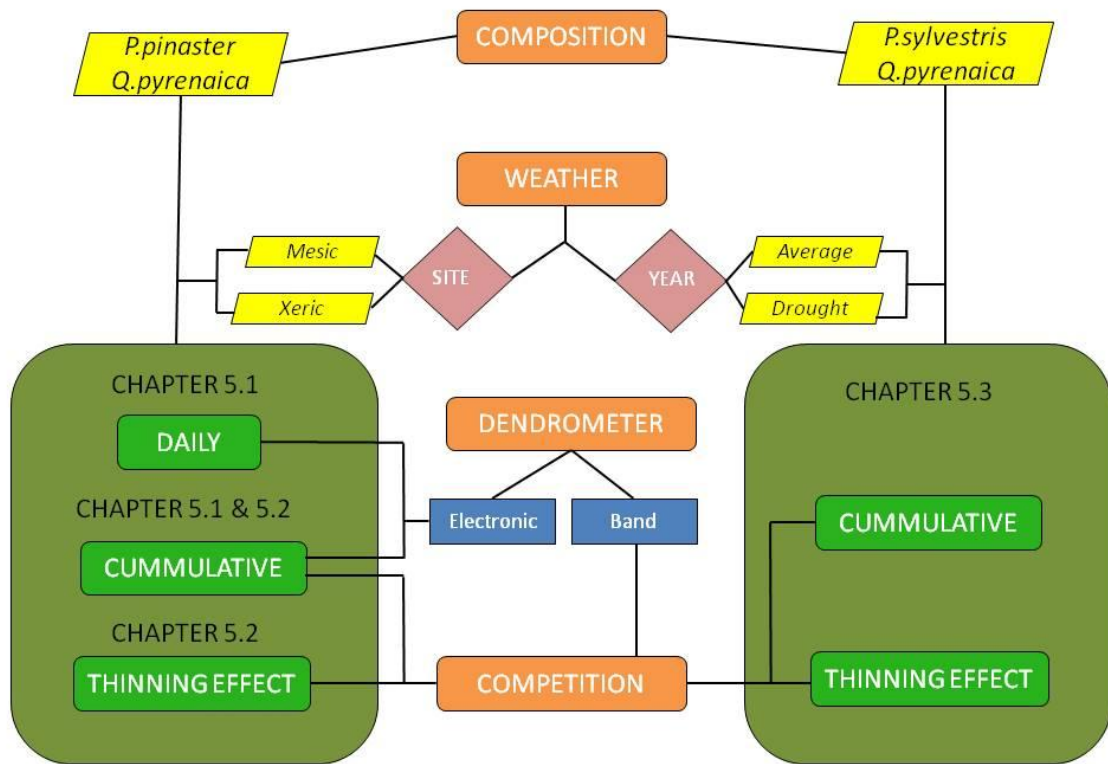 COMPOSITION
P.pinaster
Q.pyrenaica
P.sylvestris
Q.pyrenaica
WEATHER
Mesic
Xeric
SITE
YEAR
Average
Drought
CHAPTER 5.1
DAILY
CHAPTER 5.1 & 5.2
CUMMULATIVE
CHAPTER 5.2
THINNING EFFECT
DENDROMETER
Electronic
Band
COMPETITION
CHAPTER 5.3
CUMMULATIVE
THINNING EFFECT